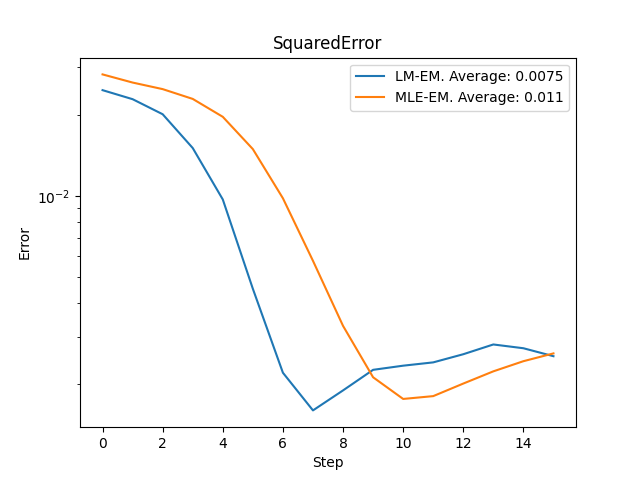 SquaredError
LM-EM. Average: 0.0075
MLE-EM. Average: 0.011
10⁻²
Error
0 2 4 6 8 10 12 14
Step